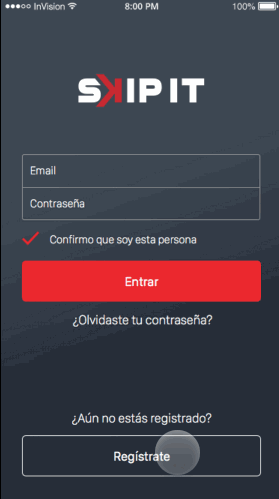 InVision 8:00 PM 100%
SKIP IT
Email
Contraseña
Confirmo que soy esta persona
Entrar
¿Olvidaste tu contraseña?
¿Aún no estás registrado?
Regístrate